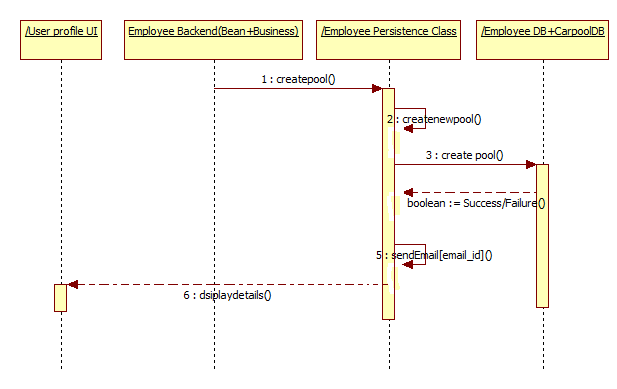 /User profile UI
Employee Backend(Bean+Business)
/Employee Persistence Class
/Employee DB+CarpoolDB
1 : createpool()
2 : createnewpool()
3 : create pool()
boolean := Success/Failure()
5 : sendEmail[email_id]()
6 : dsiplaydetails()